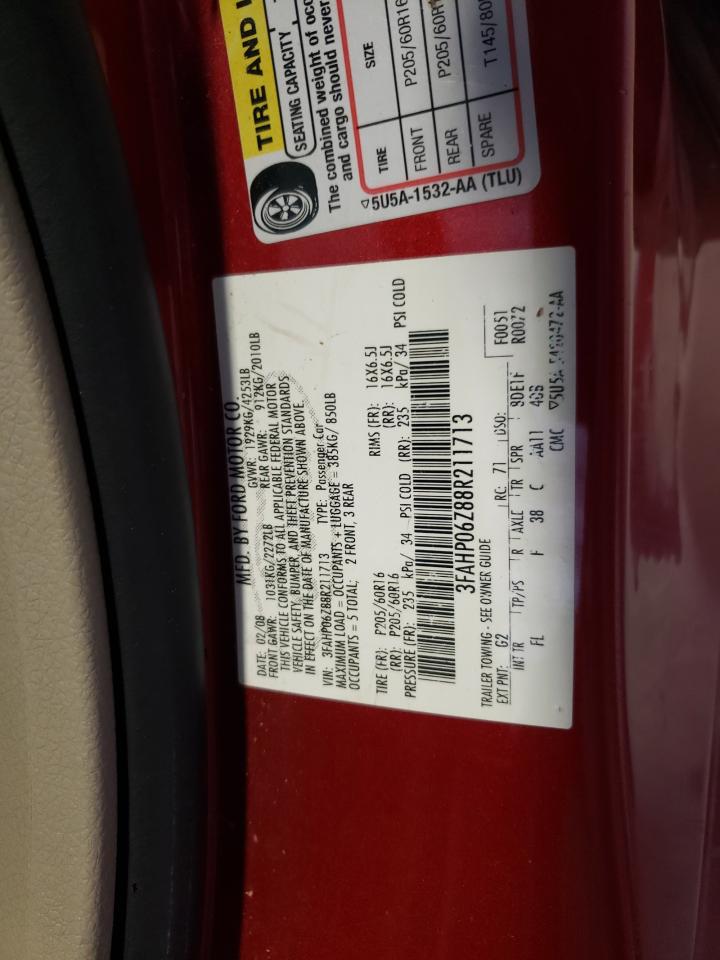 TIRE AND
SEATING CAPACITY
The combined weight of occ
and cargo should never
TIRE SIZE
FRONT P205/60R16
REAR P205/60R1
SPARE T145/80
5U5A-1532-AA (TLU)
MFD. BY FORD MOTOR CO.
DATE: 02/08 GVWR: 1929KG/4253LB
FRONT GAWR: 1031KG/2272LB REAR GAWR: 912KG/2010LB
THIS VEHICLE CONFORMS TO ALL APPLICABLE FEDERAL MOTOR
VEHICLE SAFETY, BUMPER, AND THEFT PREVENTION STANDARDS
IN EFFECT ON THE DATE OF MANUFACTURE SHOWN ABOVE.
VIN: 3FAHP06Z88R211713 TYPE: Passenger Car
MAXIMUM LOAD = OCCUPANTS + LUGGAGE = 385KG/ 850LB
OCCUPANTS = 5 TOTAL; 2 FRONT, 3 REAR
TIRE (FR): P205/60R16 RIMS (FR): 16X6.5J
(RR): P205/60R16 (RR): 16X6.5J
PRESSURE (FR): 235 kPa/ 34 PSI COLD (RR): 235 kPa/ 34 PSI COLD
3FAHP06Z88R211713
TRAILER TOWING - SEE OWNER GUIDE
EXT PNT: G2 RC: 71 DSO: F0051
R0072
INT TR TP/PS R AXLE TR SPR
FL F 38 C AA11
CMC